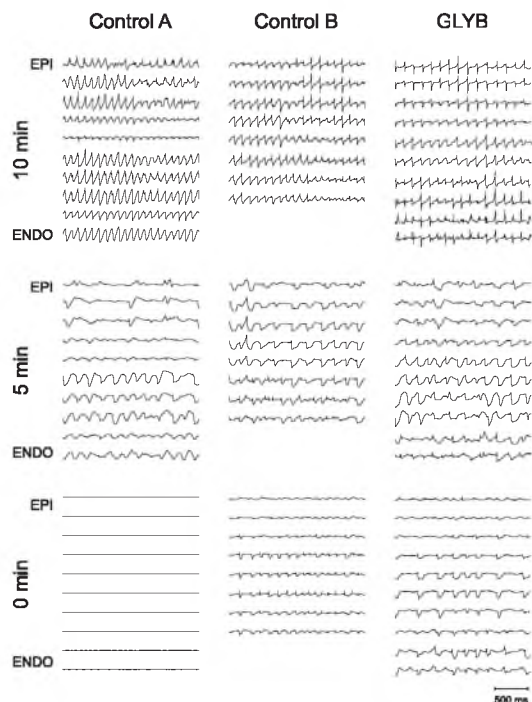 Control A Control B GLYB
EPI
10 min
ENDO
EPI
5 min
ENDO
EPI
0 min
ENDO
500 ms